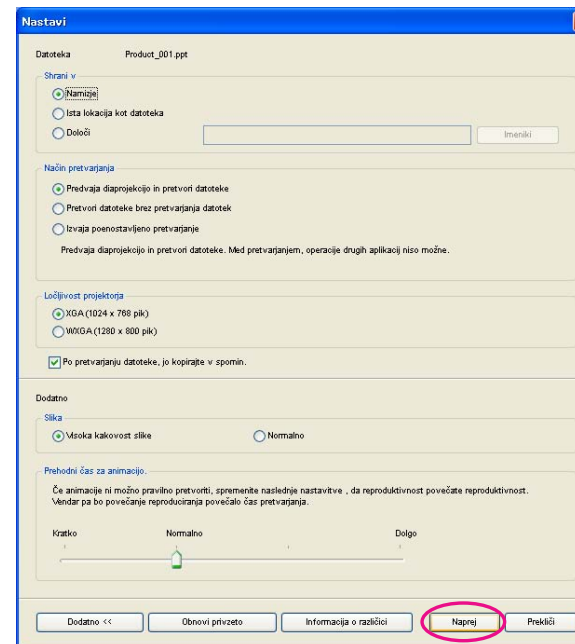 Nastavi
Datoteka Product_001.ppt
Shrani v
Namizje
Ista lokacija kot datoteka
Določi Imeniki
Način pretvarjanja
Predvaja diaprojekcijo in pretvori datoteke
Pretvori datoteke brez pretvarjanja datotek
Izvaja poenostavljeno pretvarjanje
Predvaja diaprojekcijo in pretvori datoteke. Med pretvarjanjem, operacije drugih aplikacij niso možne.
Ločljivost projektorja
XGA (1024 x 768 pik)
WXGA (1280 x 800 pik)
Po pretvarjanju datoteke, jo kopirajte v spomin.
Dodatno
Slika
Visoka kakovost slike Normalno
Prehodni čas za animacijo.
Če animacije ni možno pravilno pretvoriti, spremenite naslednje nastavitve , da reproduktivnost povečate reproduktivnost.
Vendar pa bo povečanje reproduciranja povečalo čas pretvarjanja.
Kratko Normalno Dolgo
Dodatno << Obnovi privzeto Informacija o različici Naprej Prekliči